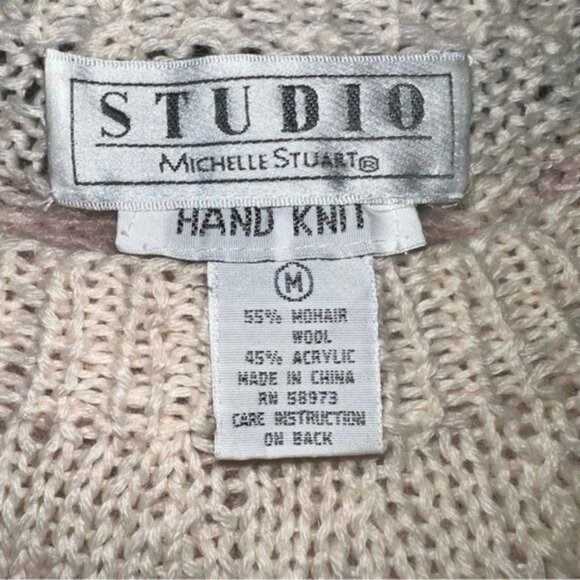 STUDIO
MICHELLE STUART®
HAND KNIT
M
55% MOHAIR
WOOL
45% ACRYLIC
MADE IN CHINA
RN 58973
CARE INSTRUCTION
ON BACK